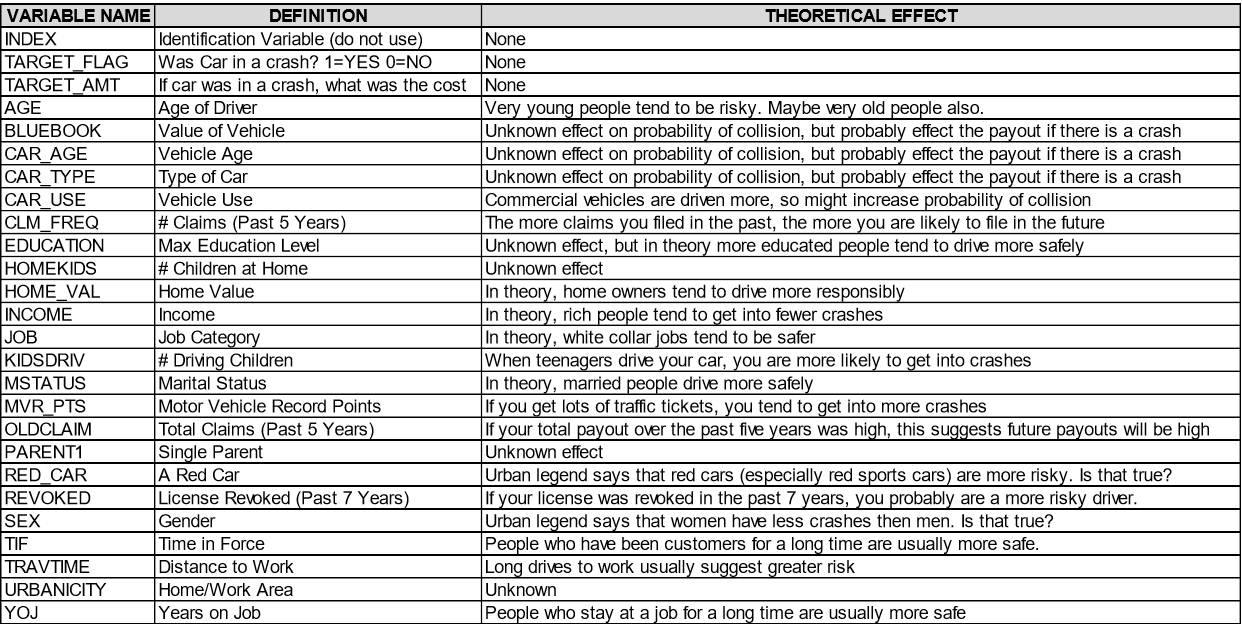 VARIABLE NAME DEFINITION THEORETICAL EFFECT
INDEX Identification Variable (do not use) None
TARGET_FLAG Was Car in a crash? 1=YES 0=NO None
TARGET_AMT If car was in a crash, what was the cost None
AGE Age of Driver Very young people tend to be risky. Maybe very old people also.
BLUEBOOK Value of Vehicle Unknown effect on probability of collision, but probably effect the payout if there is a crash
CAR_AGE Vehicle Age Unknown effect on probability of collision, but probably effect the payout if there is a crash
CAR_TYPE Type of Car Unknown effect on probability of collision, but probably effect the payout if there is a crash
CAR_USE Vehicle Use Commercial vehicles are driven more, so might increase probability of collision
CLM_FREQ # Claims (Past 5 Years) The more claims you filed in the past, the more you are likely to file in the future
EDUCATION Max Education Level Unknown effect, but in theory more educated people tend to drive more safely
HOMEKIDS # Children at Home Unknown effect
HOME_VAL Home Value In theory, home owners tend to drive more responsibly
INCOME Income In theory, rich people tend to get into fewer crashes
JOB Job Category In theory, white collar jobs tend to be safer
KIDSDRIV # Driving Children When teenagers drive your car, you are more likely to get into crashes
MSTATUS Marital Status In theory, married people drive more safely
MVR_PTS Motor Vehicle Record Points If you get lots of traffic tickets, you tend to get into more crashes
OLDCLAIM Total Claims (Past 5 Years) If your total payout over the past five years was high, this suggests future payouts will be high
PARENT1 Single Parent Unknown effect
RED_CAR A Red Car Urban legend says that red cars (especially red sports cars) are more risky. Is that true?
REVOKED License Revoked (Past 7 Years) If your license was revoked in the past 7 years, you probably are a more risky driver.
SEX Gender Urban legend says that women have less crashes then men. Is that true?
TIF Time in Force People who have been customers for a long time are usually more safe.
TRAVTIME Distance to Work Long drives to work usually suggest greater risk
URBANICITY Home/Work Area Unknown
YOJ Years on Job People who stay at a job for a long time are usually more safe